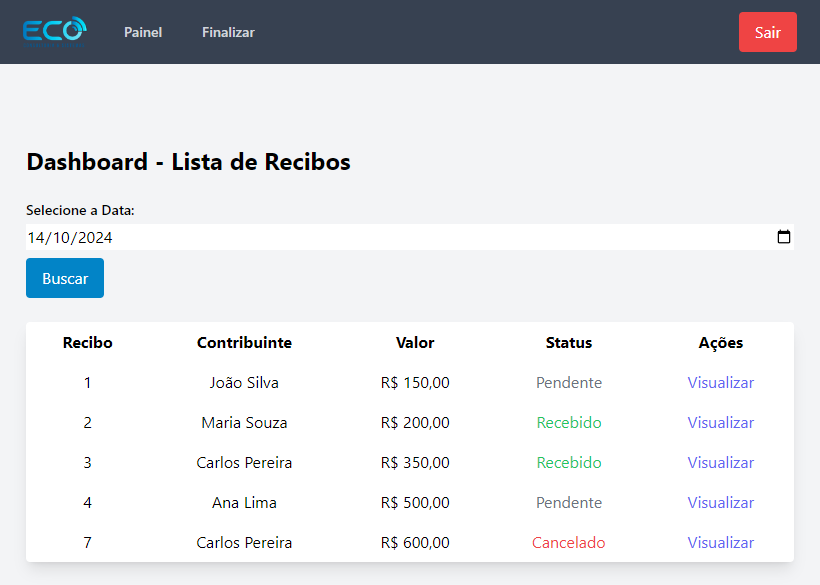 ECO Painel Finalizar Sair
Dashboard - Lista de Recibos
Selecione a Data:
14/10/2024
Buscar
Recibo Contribuinte Valor Status Ações
1 João Silva R$ 150,00 Pendente Visualizar
2 Maria Souza R$ 200,00 Recebido Visualizar
3 Carlos Pereira R$ 350,00 Recebido Visualizar
4 Ana Lima R$ 500,00 Pendente Visualizar
7 Carlos Pereira R$ 600,00 Cancelado Visualizar